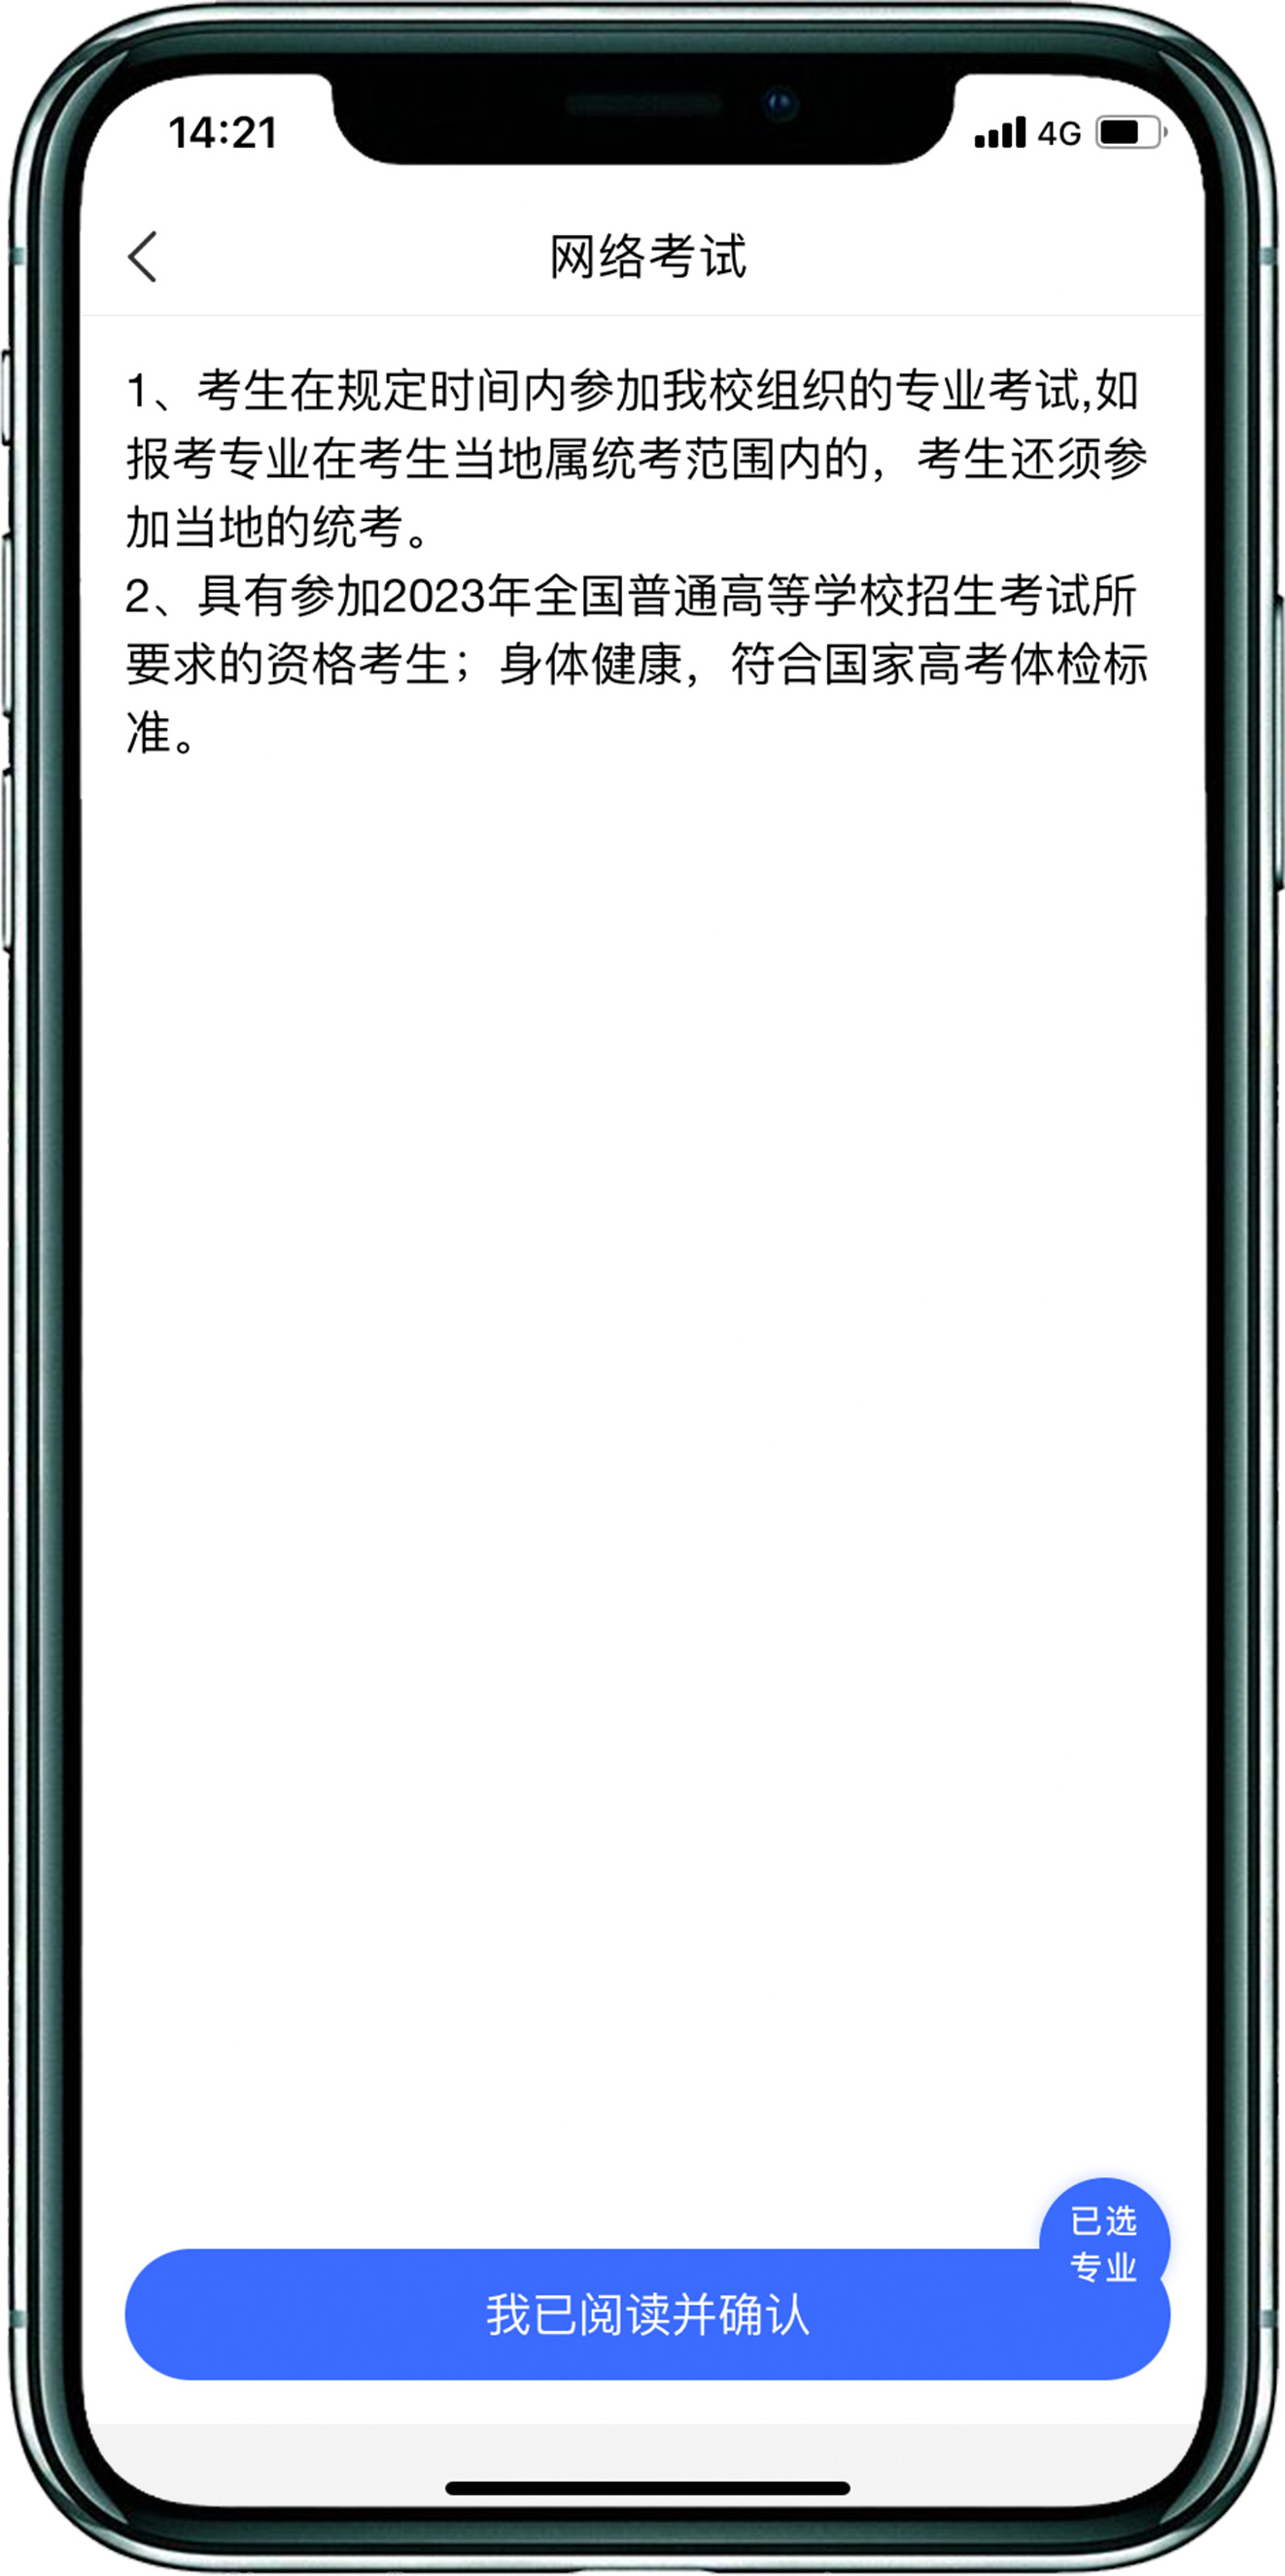 14:21
4G
网络考试
1、考生在规定时间内参加我校组织的专业考试,如
报考专业在考生当地属统考范围内的，考生还须参
加当地的统考。
2、具有参加2023年全国普通高等学校招生考试所
要求的资格考生；身体健康，符合国家高考体检标
准。
已选
专业
我已阅读并确认